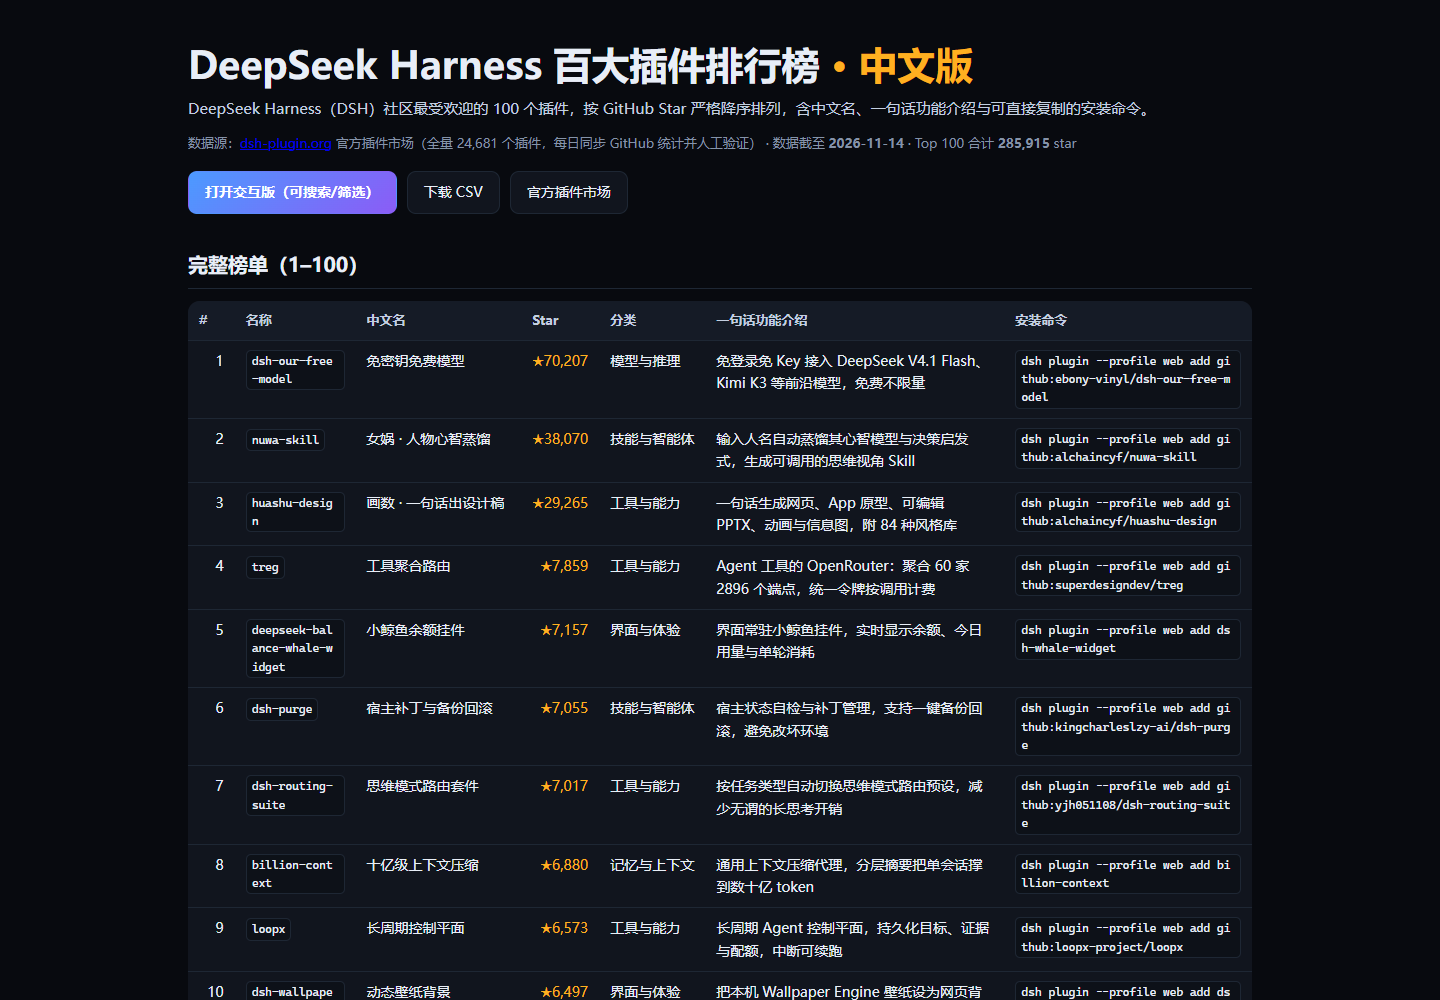 DeepSeek Harness 百大插件排行榜 · 中文版
DeepSeek Harness（DSH）社区最受欢迎的 100 个插件，按 GitHub Star 严格降序排列，含中文名、一句话功能介绍与可直接复制的安装命令。
数据源：dsh-plugin.org 官方插件市场（全量 24,681 个插件，每日同步 GitHub 统计并人工验证） · 数据截至 2026-11-14 · Top 100 合计 285,915 star
打开交互版（可搜索/筛选） 下载 CSV 官方插件市场
完整榜单（1–100）
# 名称 中文名 Star 分类 一句话功能介绍 安装命令
1 dsh-our-free 免密钥免费模型 ★70,207 模型与推理 免登录免 Key 接入 DeepSeek V4.1 Flash、 dsh plugin --profile web add gi
-model Kimi K3 等前沿模型，免费不限量 thub:ebony-vinyl/dsh-our-free-m
odel
2 nuwa-skill 女娲 · 人物心智蒸馏 ★38,070 技能与智能体 输入人名自动蒸馏其心智模型与决策启发 dsh plugin --profile web add gi
式，生成可调用的思维视角 Skill thub:alchaincyf/nuwa-skill
3 huashu-desig 画数 · 一句话出设计稿 ★29,265 工具与能力 一句话生成网页、App 原型、可编辑 dsh plugin --profile web add gi
n PPTX、动画与信息图，附 84 种风格库 thub:alchaincyf/huashu-design
4 treg 工具聚合路由 ★7,859 工具与能力 Agent 工具的 OpenRouter：聚合 60 家 dsh plugin --profile web add gi
2896 个端点，统一令牌按调用计费 thub:superdesigndev/treg
5 deepseek-bal 小鲸鱼余额挂件 ★7,157 界面与体验 界面常驻小鲸鱼挂件，实时显示余额、今日 dsh plugin --profile web add ds
ance-whale-w 用量与单轮消耗 h-whale-widget
idget
6 dsh-purge 宿主补丁与备份回滚 ★7,055 技能与智能体 宿主状态自检与补丁管理，支持一键备份回 dsh plugin --profile web add gi
滚，避免改坏环境 thub:kingcharleslzy-ai/dsh-purg
e
7 dsh-routing- 思维模式路由套件 ★7,017 工具与能力 按任务类型自动切换思维模式路由预设，减 dsh plugin --profile web add gi
suite 少无谓的长思考开销 thub:yjh051108/dsh-routing-suit
e
8 billion-cont 十亿级上下文压缩 ★6,880 记忆与上下文 通用上下文压缩代理，分层摘要把单会话撑 dsh plugin --profile web add bi
ext 到数十亿 token llion-context
9 loopx 长周期控制平面 ★6,573 工具与能力 长周期 Agent 控制平面，持久化目标、证据 dsh plugin --profile web add gi
与配额，中断可续跑 thub:loopx-project/loopx
10 dsh-wallpape 动态壁纸背景 ★6,497 界面与体验 把本机 Wallpaper Engine 壁纸设为网页背 dsh plugin --profile web add ds